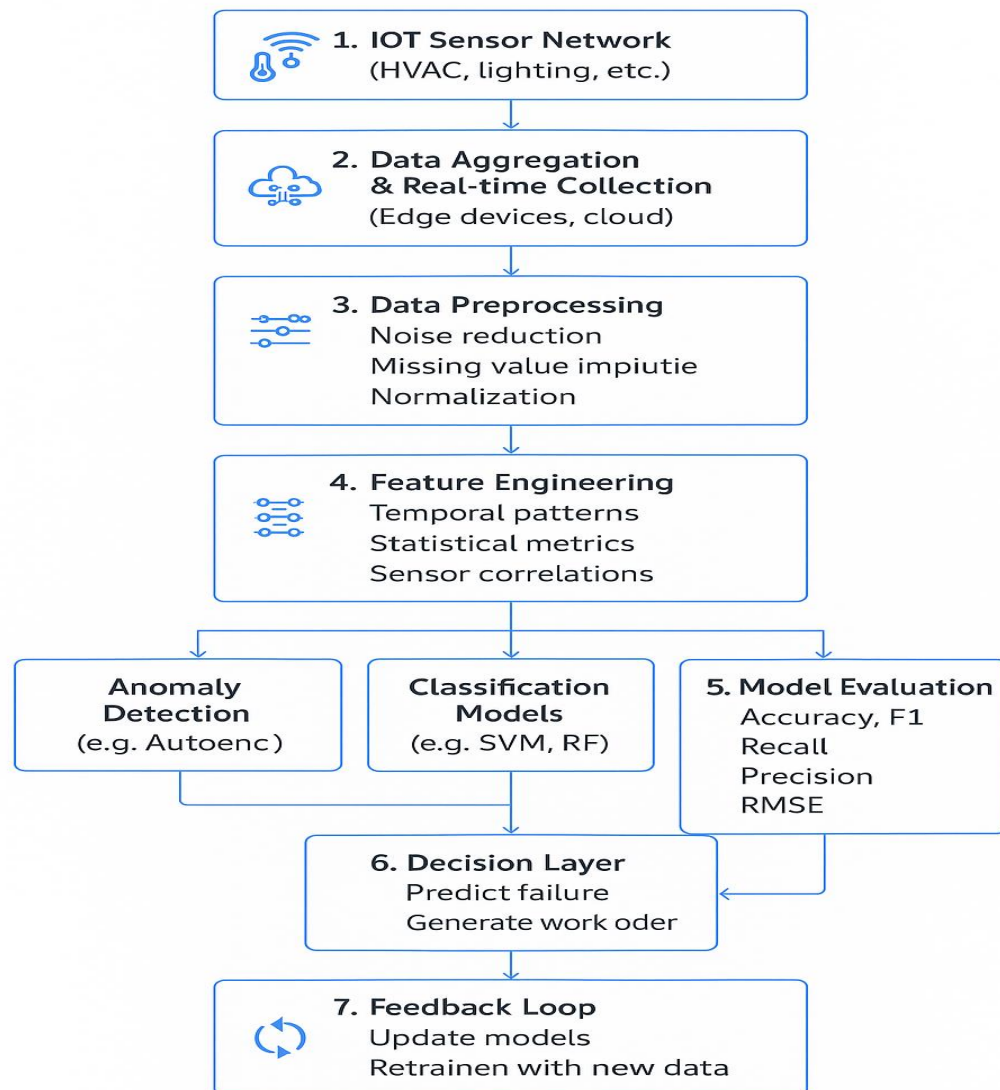 1. IOT Sensor Network
(HVAC, lighting, etc.)
2. Data Aggregation
& Real-time Collection
(Edge devices, cloud)
3. Data Preprocessing
Noise reduction
Missing value impiutie
Normalization
4. Feature Engineering
Temporal patterns
Statistical metrics
Sensor correlations
Anomaly
Detection
(e.g. Autoenc)
Classification
Models
(e.g. SVM, RF)
5. Model Evaluation
Accuracy, F1
Recall
Precision
RMSE
6. Decision Layer
Predict failure
Generate work oder
7. Feedback Loop
Update models
Retrainen with new data